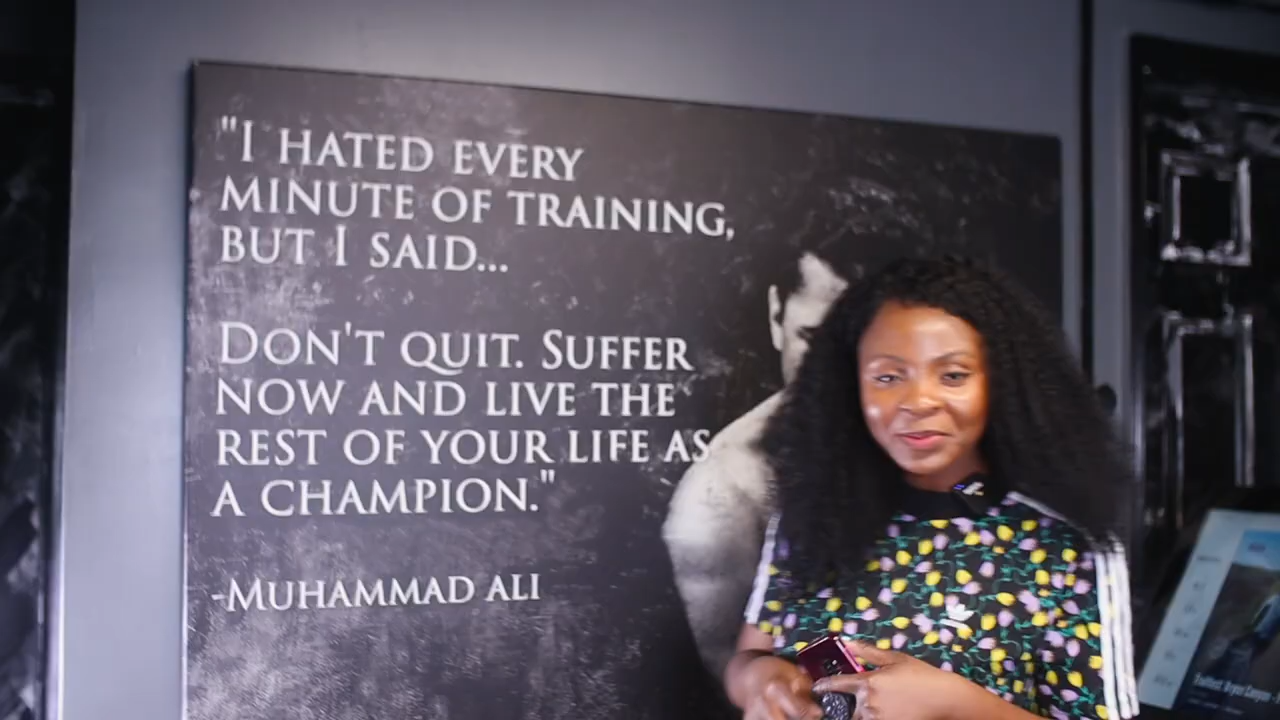 "I HATED EVERY
MINUTE OF TRAINING,
BUT I SAID...
DON'T QUIT. SUFFER
NOW AND LIVE THE
REST OF YOUR LIFE AS
A CHAMPION."
-MUHAMMAD ALI